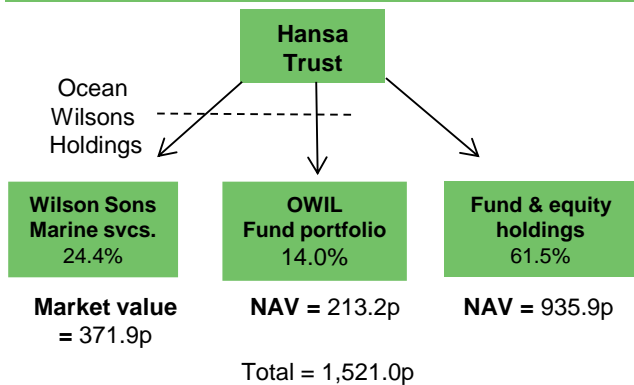 Hansa
Trust
Ocean
Wilsons
Holdings
Wilson Sons
Marine svcs.
24.4%
OWIL
Fund portfolio
14.0%
Fund & equity
holdings
61.5%
Market value
= 371.9p
NAV = 213.2p
NAV = 935.9p
Total = 1,521.0p